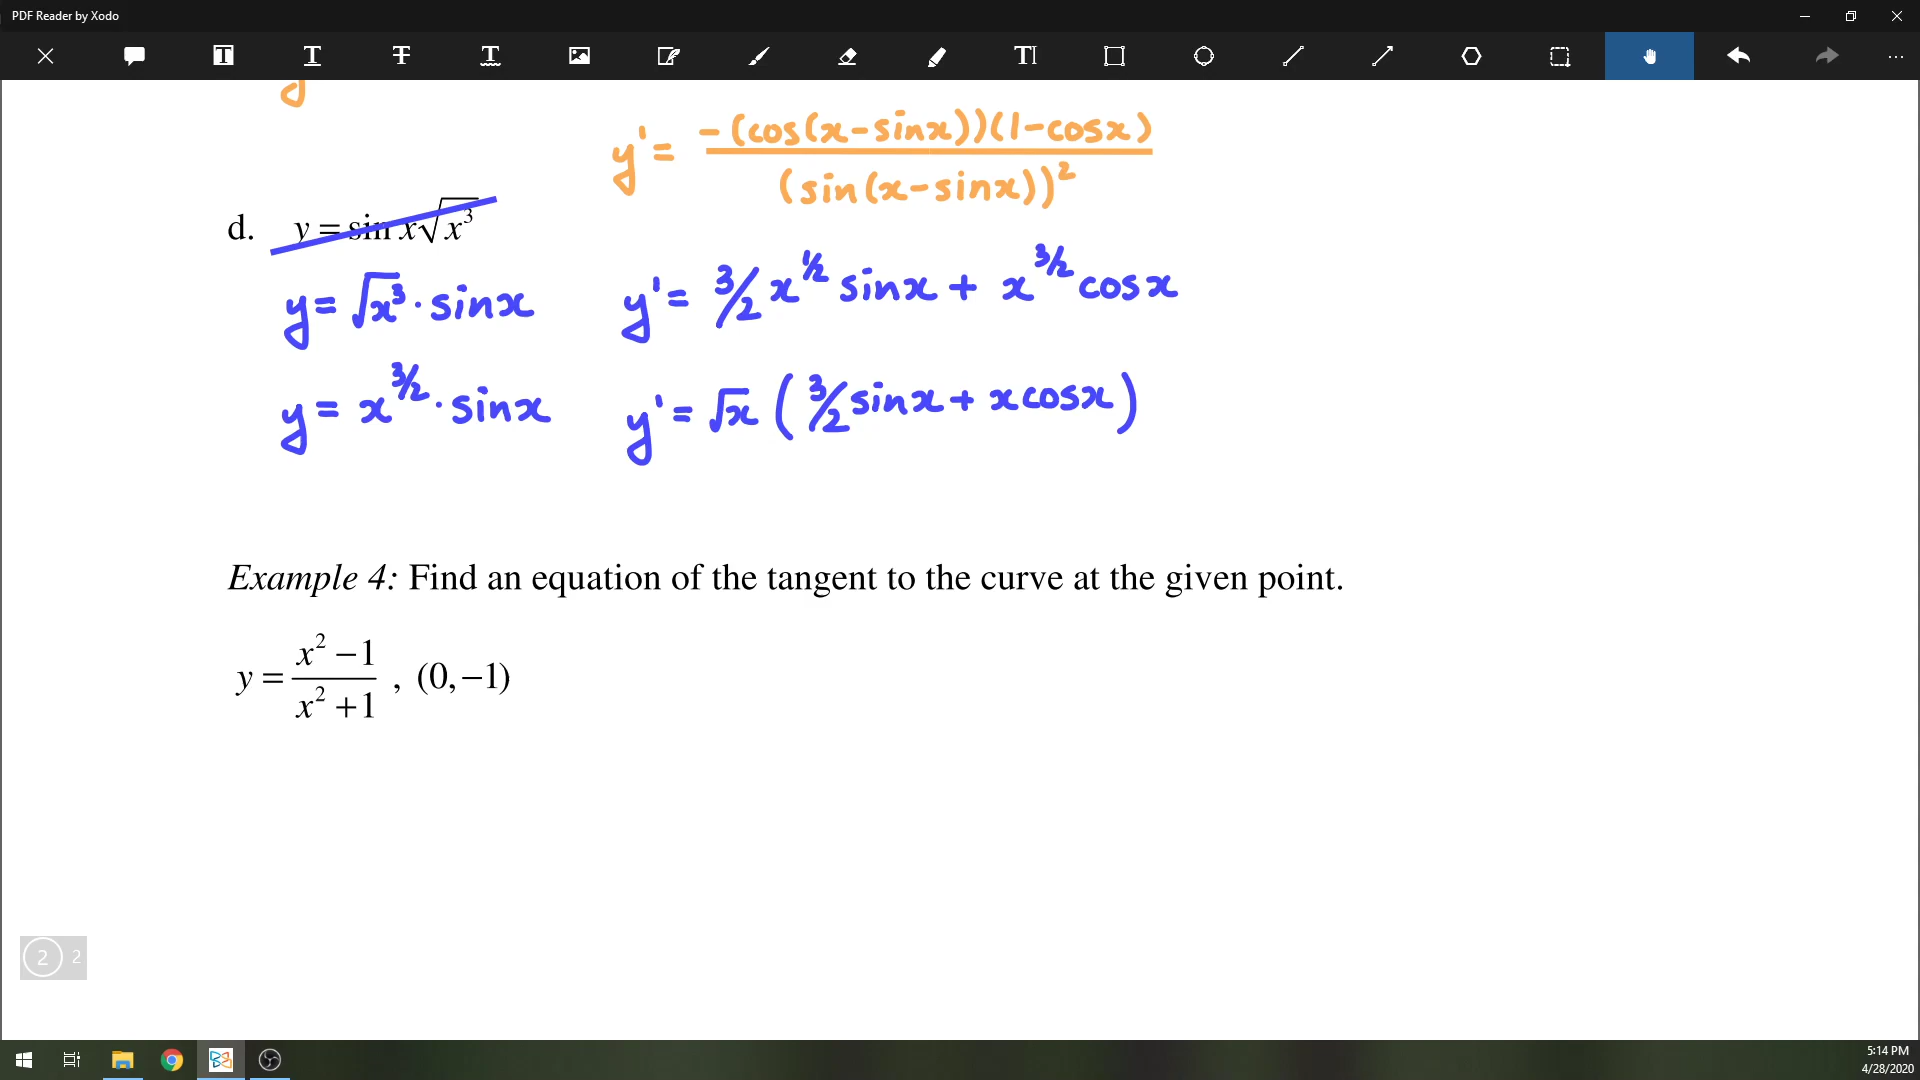 PDF Reader by Xodo
y' = -(cos(x-sinx))(1-cosx) / (sin(x-sinx))²
d. y = sin x√x³
y = √x³ · sinx
y' = 3/2 x^1/2 sinx + x^3/2 cosx
y = x^3/2 · sinx
y' = √x (3/2 sinx + xcosx)
Example 4: Find an equation of the tangent to the curve at the given point.
y = x² −1 / x² +1 , (0,−1)
2 2
5:14 PM
4/28/2020